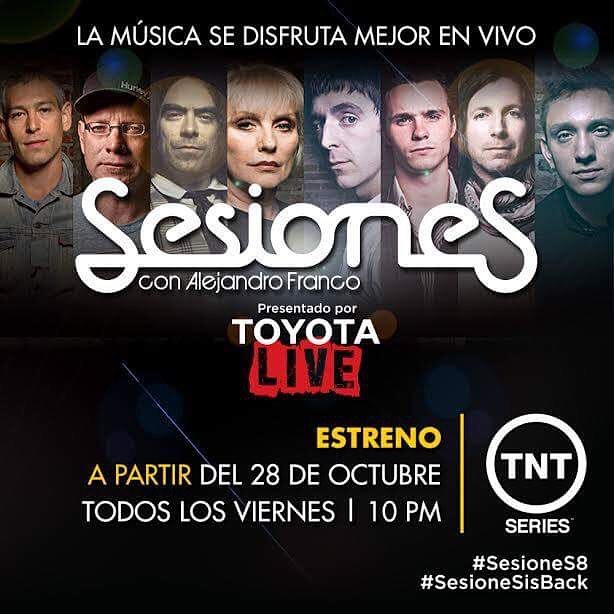 LA MÚSICA SE DISFRUTA MEJOR EN VIVO
SesioneS
con Alejandro Franco
Presentado por
TOYOTA
LIVE
ESTRENO
A PARTIR DEL 28 DE OCTUBRE
TODOS LOS VIERNES | 10 PM
TNT
SERIES
#SesioneS8
#SesioneSisBack